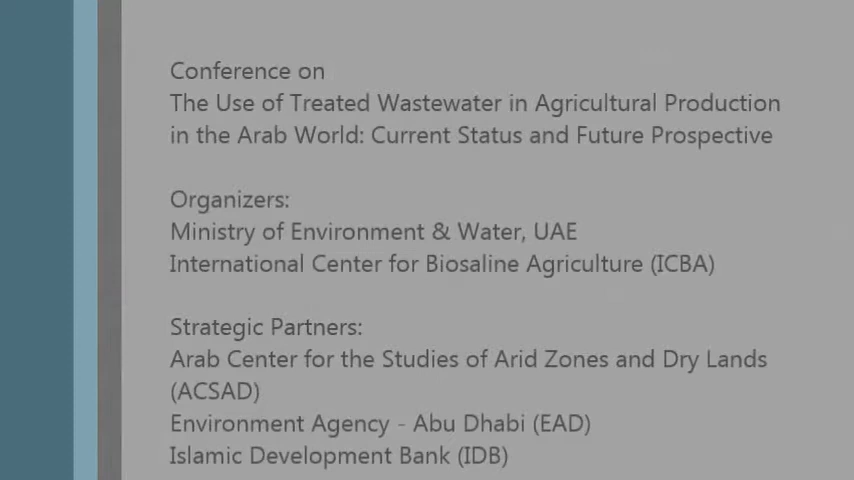 Conference on
The Use of Treated Wastewater in Agricultural Production
in the Arab World: Current Status and Future Prospective
Organizers:
Ministry of Environment & Water, UAE
International Center for Biosaline Agriculture (ICBA)
Strategic Partners:
Arab Center for the Studies of Arid Zones and Dry Lands
(ACSAD)
Environment Agency - Abu Dhabi (EAD)
Islamic Development Bank (IDB)